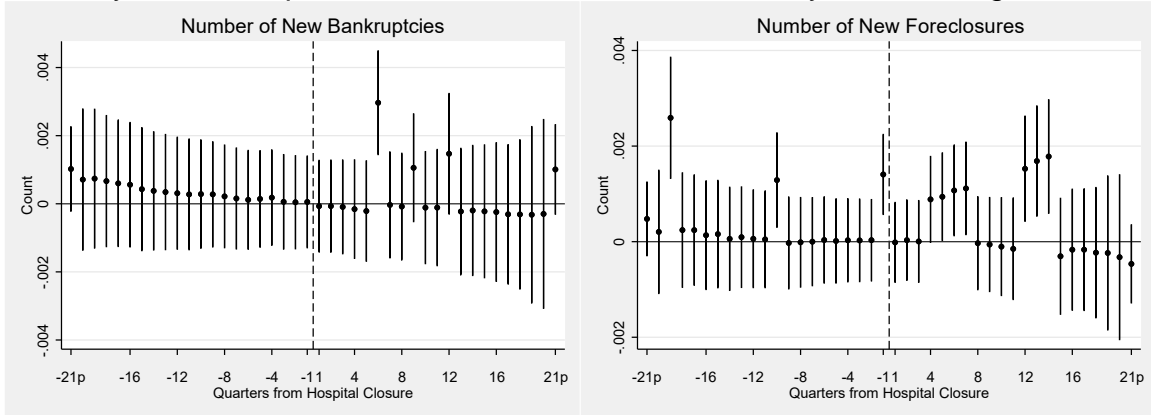 Number of New Bankruptcies
.004
.002
0
-.002
-.004
Count
-21p -16 -12 -8 -4 -11 4 8 12 16 21p
Quarters from Hospital Closure
Number of New Foreclosures
.004
.002
0
-.002
Count
-21p -16 -12 -8 -4 -11 4 8 12 16 21p
Quarters from Hospital Closure